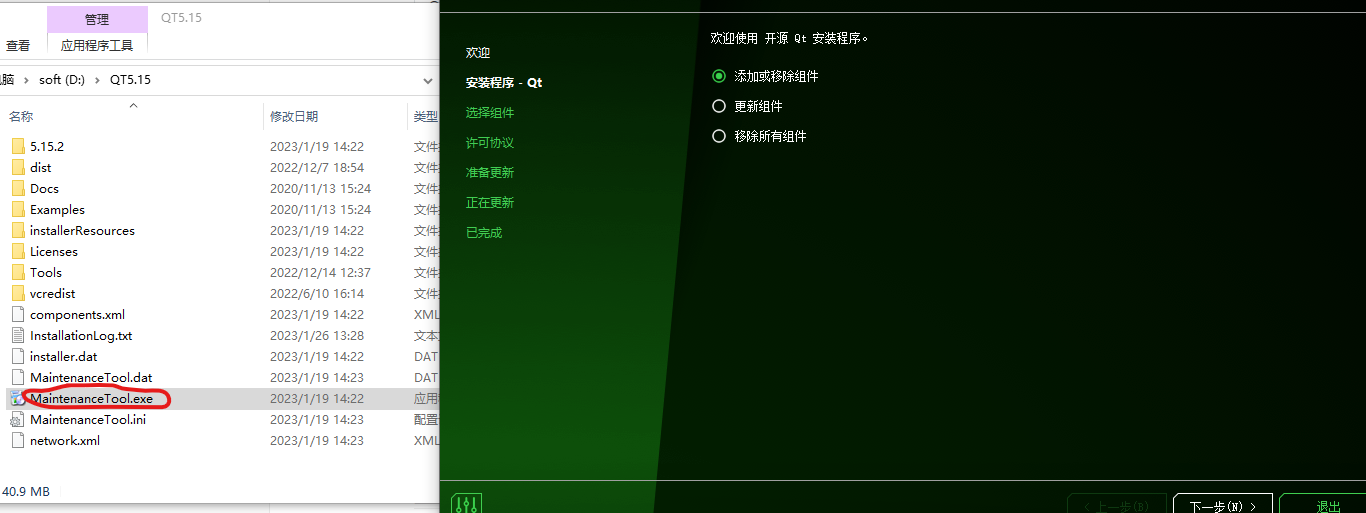 管理
QT5.15
查看
应用程序工具
脑 › soft (D:) › QT5.15
名称 修改日期 类型
5.15.2 2023/1/19 14:22 文件
dist 2022/12/7 18:54 文件
Docs 2020/11/13 15:24 文件
Examples 2020/11/13 15:24 文件
installerResources 2023/1/19 14:22 文件
Licenses 2023/1/19 14:22 文件
Tools 2022/12/14 12:37 文件
vcredist 2022/6/10 16:14 文件
components.xml 2023/1/19 14:22 XML
InstallationLog.txt 2023/1/26 13:28 文本
installer.dat 2023/1/19 14:22 DAT
MaintenanceTool.dat 2023/1/19 14:23 DAT
MaintenanceTool.exe 2023/1/19 14:22 应用
MaintenanceTool.ini 2023/1/19 14:23 配置
network.xml 2023/1/19 14:23 XML
40.9 MB
欢迎
安装程序 - Qt
选择组件
许可协议
准备更新
正在更新
已完成
欢迎使用 开源 Qt 安装程序。
添加或移除组件
更新组件
移除所有组件
< 上一步(B)
下一步(N) >
退出